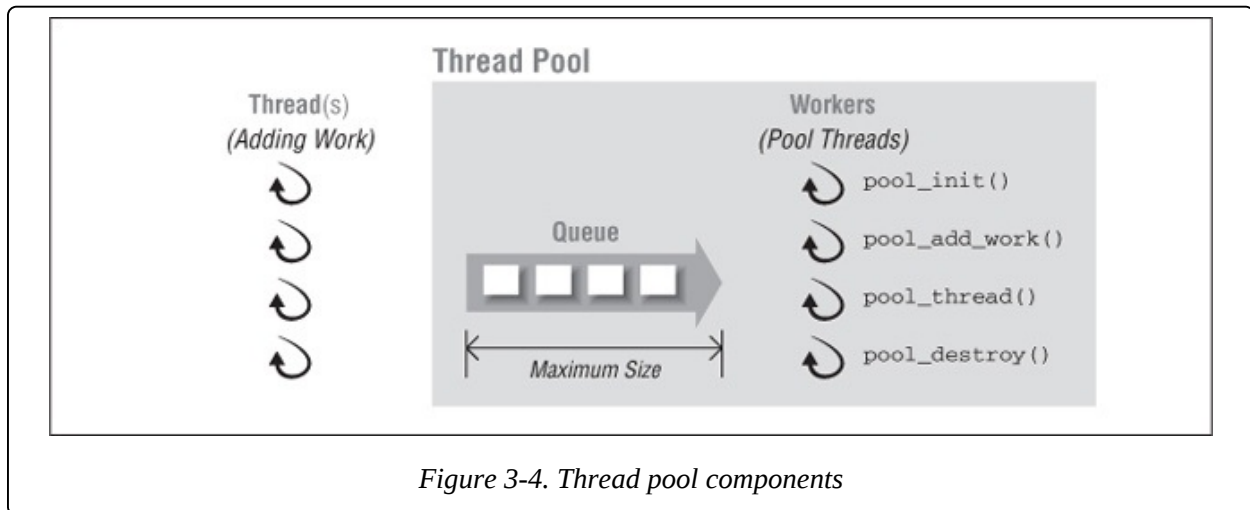 Thread Pool
Thread(s)
(Adding Work)
Workers
(Pool Threads)
pool_init()
pool_add_work()
pool_thread()
pool_destroy()
Queue
Maximum Size
Figure 3-4. Thread pool components